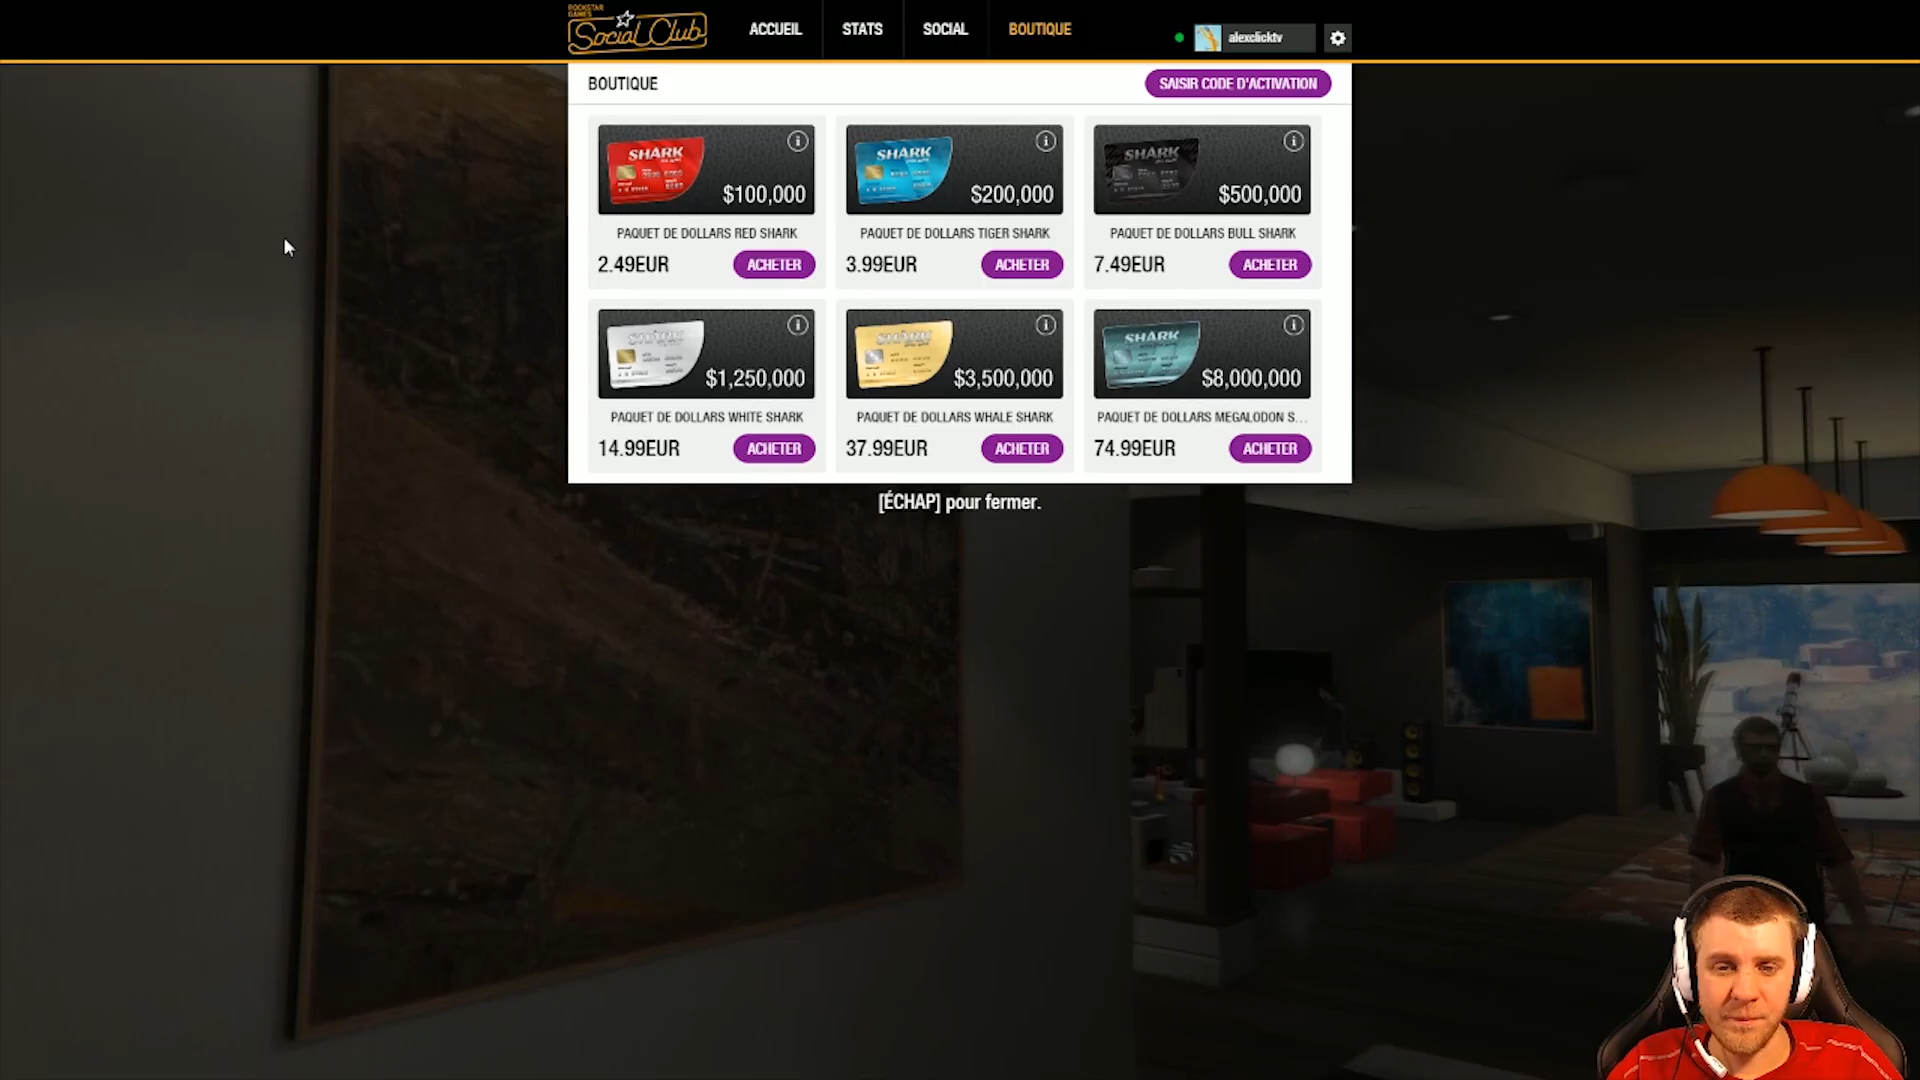 ROCKSTAR
GAMES
Social Club
ACCUEIL
STATS
SOCIAL
BOUTIQUE
alexclicktv
BOUTIQUE
SAISIR CODE D'ACTIVATION
SHARK
$100,000
PAQUET DE DOLLARS RED SHARK
2.49EUR
ACHETER
SHARK
$200,000
PAQUET DE DOLLARS TIGER SHARK
3.99EUR
ACHETER
SHARK
$500,000
PAQUET DE DOLLARS BULL SHARK
7.49EUR
ACHETER
SHARK
$1,250,000
PAQUET DE DOLLARS WHITE SHARK
14.99EUR
ACHETER
SHARK
$3,500,000
PAQUET DE DOLLARS WHALE SHARK
37.99EUR
ACHETER
SHARK
$8,000,000
PAQUET DE DOLLARS MEGALODON S...
74.99EUR
ACHETER
[ÉCHAP] pour fermer.